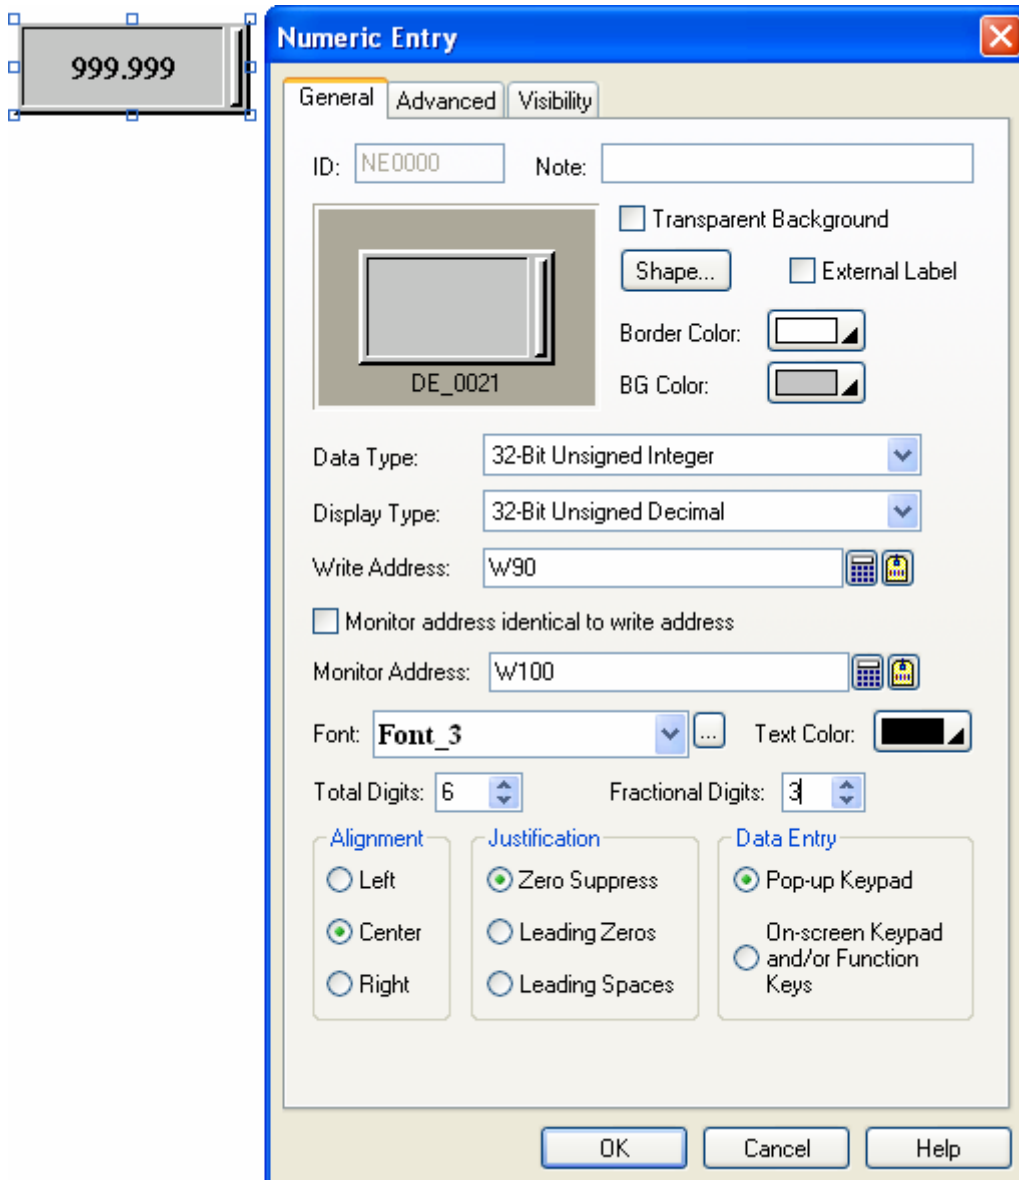 999.999
Numeric Entry
General Advanced Visibility
ID: NE0000 Note:
Transparent Background
Shape... External Label
Border Color:
DE_0021 BG Color:
Data Type: 32-Bit Unsigned Integer
Display Type: 32-Bit Unsigned Decimal
Write Address: W90
Monitor address identical to write address
Monitor Address: W100
Font: Font_3 ... Text Color:
Total Digits: 6 Fractional Digits: 3
Alignment Justification Data Entry
Left Zero Suppress Pop-up Keypad
Center Leading Zeros On-screen Keypad
and/or Function
Right Leading Spaces Keys
OK Cancel Help